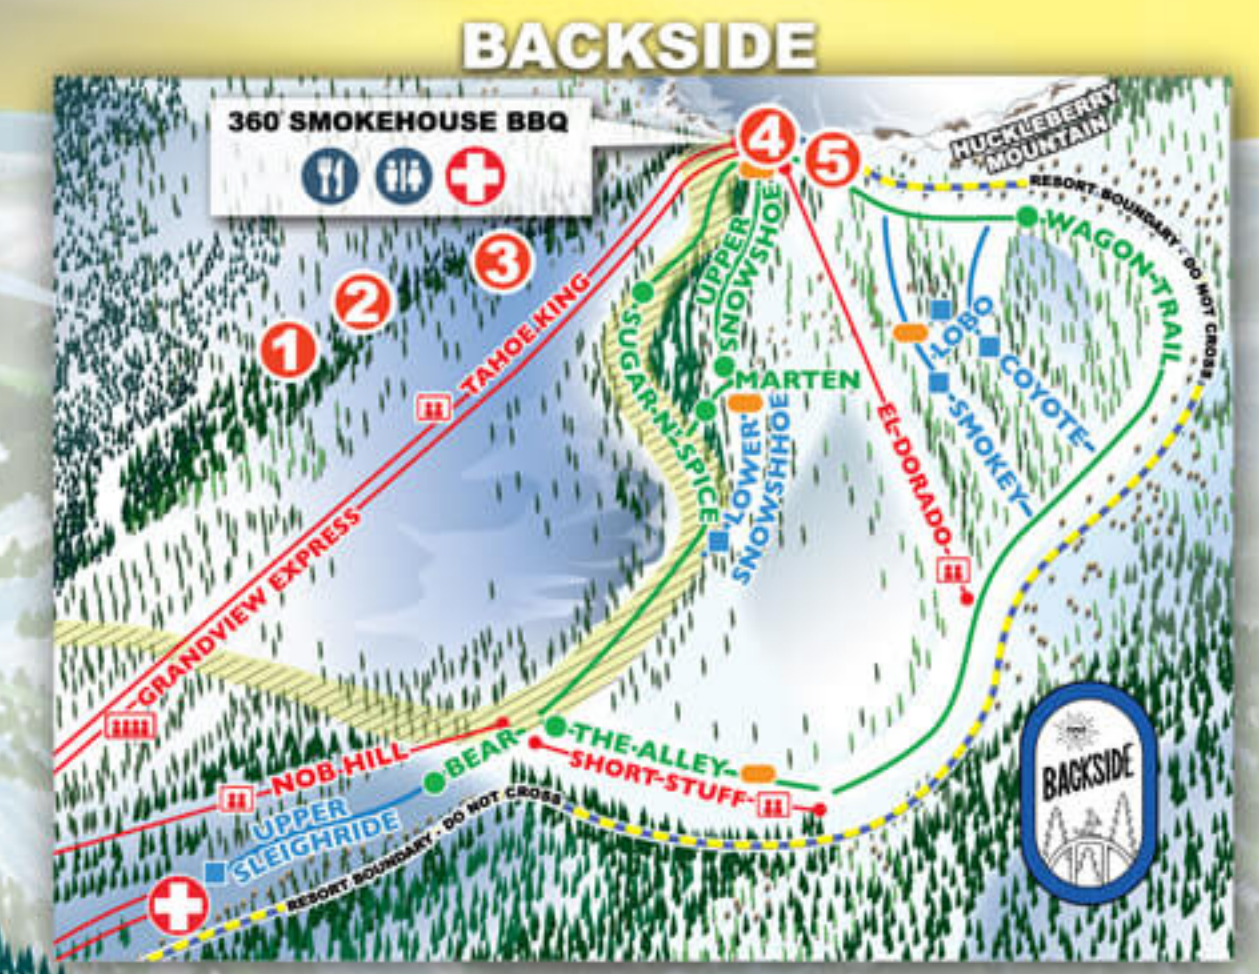 BACKSIDE
360° SMOKEHOUSE BBQ
4
5
HUCKLEBERRY
MOUNTAIN
RESORT BOUNDARY - DO NOT CROSS
WAGON-TRAIL
1
2
3
TAHOE KING
UPPER
SNOWSHOE
SUGAR-N-SPICE
MARTEN
LOWER
SNOWSHHOE
LOBO
COYOTE
SMOKEY
EL-DORADO
GRANDVIEW EXPRESS
NOB-HILL
BEAR
THE-ALLEY
SHORT-STUFF
UPPER
SLEIGHRIDE
RESORT BOUNDARY - DO NOT CROSS
BACKSIDE